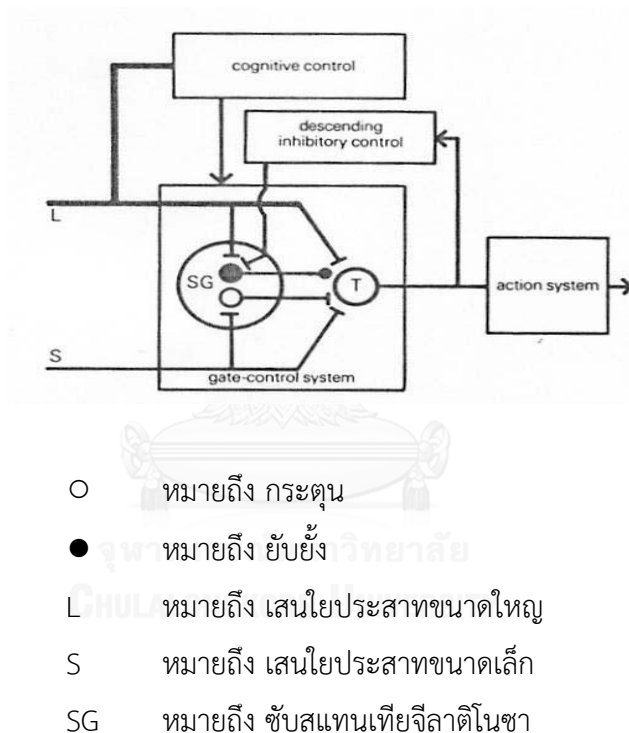 cognitive control
descending
inhibitory control
L
SG
T
action system
S
gate-control system
○ หมายถึง กระตุน
● หมายถึง ยับยั้ง
L หมายถึง เสนใยประสาทขนาดใหญ
S หมายถึง เสนใยประสาทขนาดเล็ก
SG หมายถึง ซับสแทนเทียจีลาติโนซา